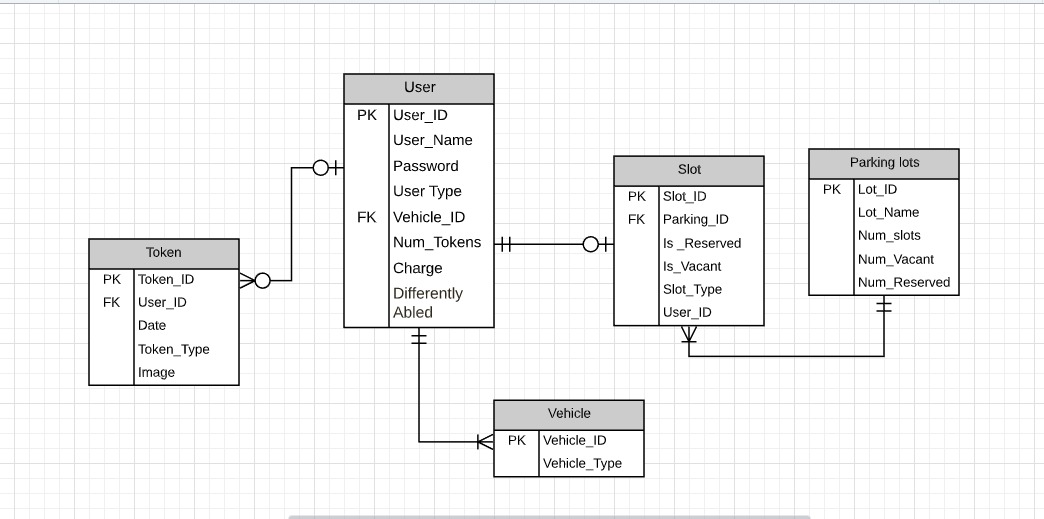 User
PK User_ID
User_Name
Password
User Type
FK Vehicle_ID
Num_Tokens
Charge
Differently
Abled
Token
PK Token_ID
FK User_ID
Date
Token_Type
Image
Slot
PK Slot_ID
FK Parking_ID
Is _Reserved
Is_Vacant
Slot_Type
User_ID
Parking lots
PK Lot_ID
Lot_Name
Num_slots
Num_Vacant
Num_Reserved
Vehicle
PK Vehicle_ID
Vehicle_Type